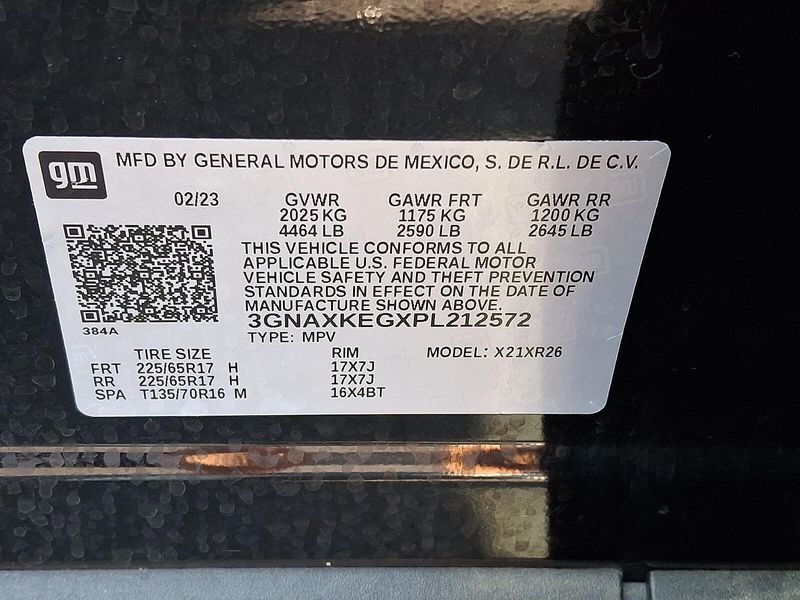 gm MFD BY GENERAL MOTORS DE MEXICO, S. DE R.L. DE C.V.
02/23 GVWR GAWR FRT GAWR RR
2025 KG 1175 KG 1200 KG
4464 LB 2590 LB 2645 LB
THIS VEHICLE CONFORMS TO ALL
APPLICABLE U.S. FEDERAL MOTOR
VEHICLE SAFETY AND THEFT PREVENTION
STANDARDS IN EFFECT ON THE DATE OF
MANUFACTURE SHOWN ABOVE.
384A 3GNAXKEGXPL212572
TYPE: MPV
TIRE SIZE RIM MODEL: X21XR26
FRT 225/65R17 H 17X7J
RR 225/65R17 H 17X7J
SPA T135/70R16 M 16X4BT